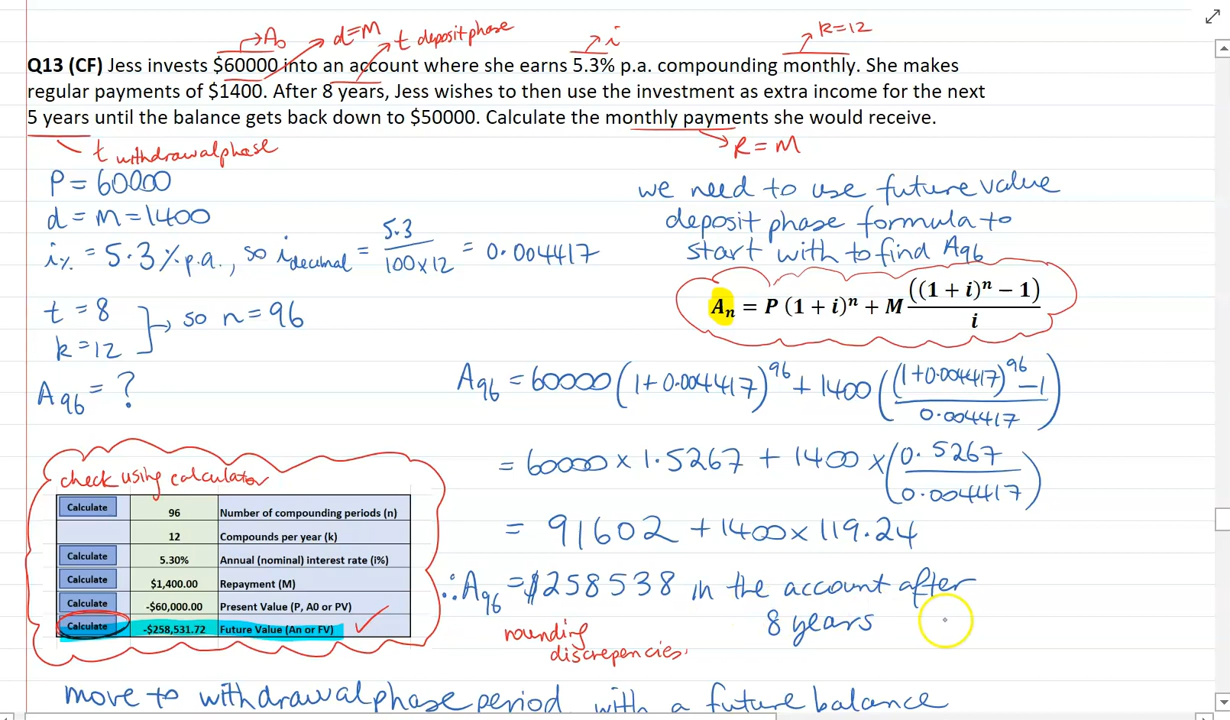 →A₀
d=M
t deposit phase
i
k=12
Q13 (CF) Jess invests $60000 into an account where she earns 5.3% p.a. compounding monthly. She makes
regular payments of $1400. After 8 years, Jess wishes to then use the investment as extra income for the next
5 years until the balance gets back down to $50000. Calculate the monthly payments she would receive.
t withdrawal phase
R = M
P = 60000
d = M = 1400
i% = 5.3 % p.a., so i decimal = 5.3 / (100 × 12) = 0.004417
t = 8
k = 12
so n = 96
A₉₆ = ?
we need to use future value
deposit phase formula to
start with to find A96
Aₙ = P (1 + i)ⁿ + M ((1 + i)ⁿ − 1) / i
A₉₆ = 60000 (1 + 0.004417)⁹⁶ + 1400 ( (1+0.004417)⁹⁶ − 1 / 0.004417 )
= 60000 × 1.5267 + 1400 × ( 0.5267 / 0.004417 )
= 91602 + 1400 × 119.24
∴ A₉₆ = $258538 in the account after
8 years
rounding
discrepencies.
check using calculator
Calculate 96 Number of compounding periods (n)
12 Compounds per year (k)
Calculate 5.30% Annual (nominal) interest rate (i%)
Calculate $1,400.00 Repayment (M)
Calculate -$60,000.00 Present Value (P, A0 or PV)
Calculate -$258,531.72 Future Value (An or FV)
move to withdrawal phase period with a future balance